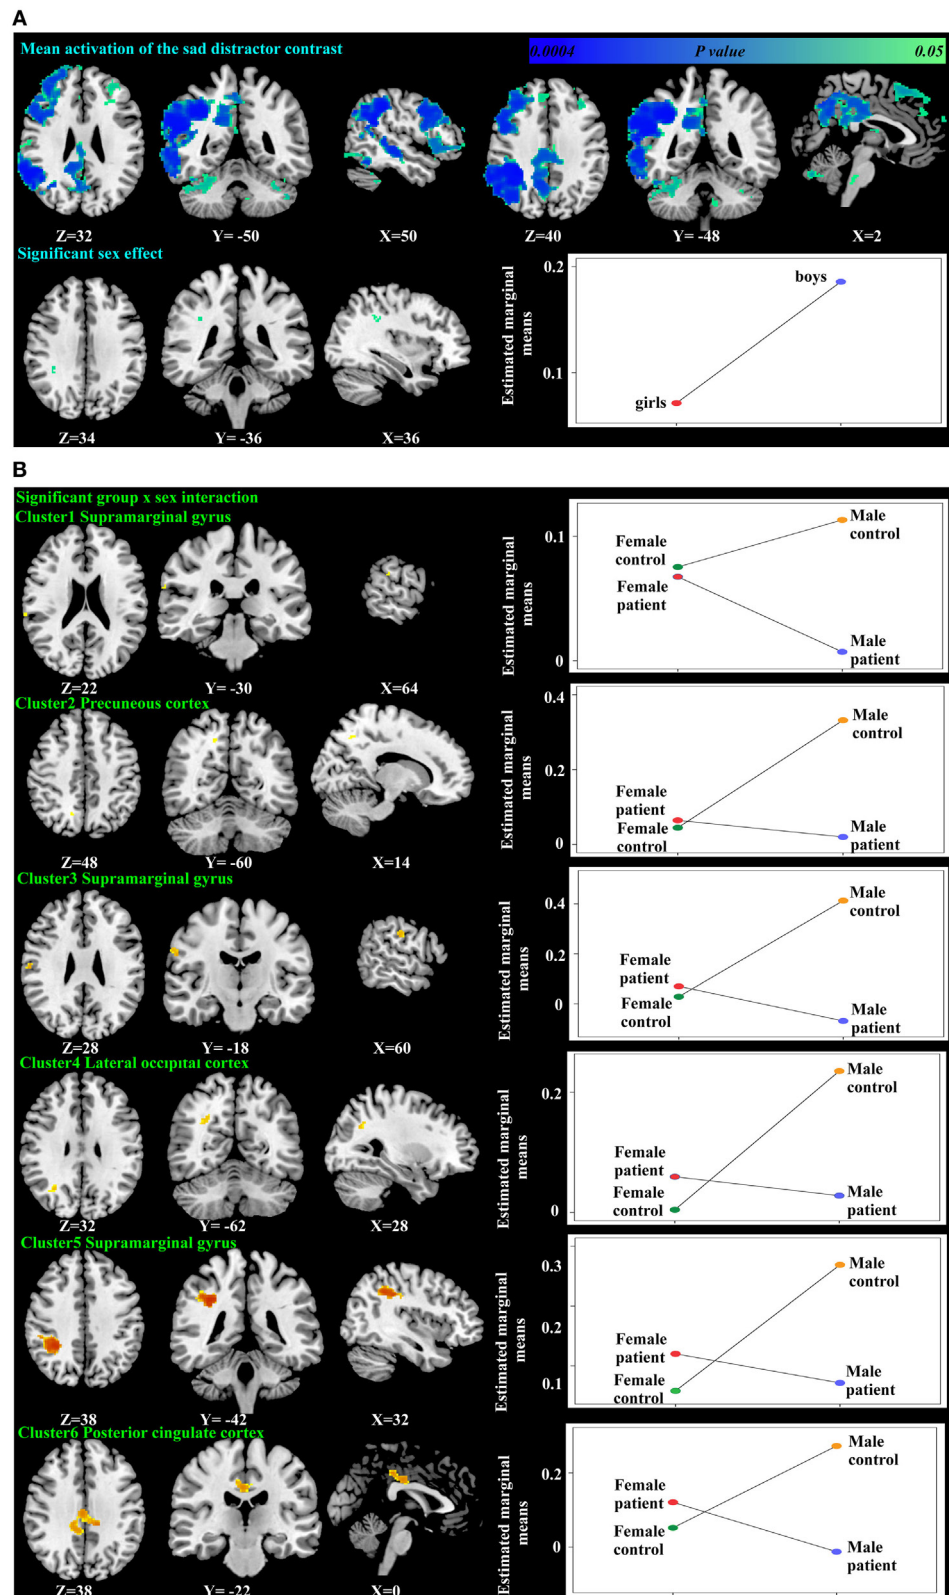 A
Mean activation of the sad distractor contrast
0.0004 P value 0.05
Z=32 Y= -50 X=50 Z=40 Y= -48 X=2
Significant sex effect
Z=34 Y= -36 X=36
Estimated marginal
means
0.2
0.1
boys
girls
B
Significant group x sex interaction
Cluster1 Supramarginal gyrus
Z=22 Y= -30 X=64
Estimated marginal
means
0.1
0
Female
control
Female
patient
Male
control
Male
patient
Cluster2 Precuneous cortex
Z=48 Y= -60 X=14
Estimated marginal
means
0.4
0.2
0
Female
patient
Female
control
Male
control
Male patient
Cluster3 Supramarginal gyrus
Z=28 Y= -18 X=60
Estimated marginal
means
0.4
0.2
0
Female
patient
Female
control
Male
control
Male
patient
Cluster4 Lateral occipital cortex
Z=32 Y= -62 X=28
Estimated marginal
means
0.2
0
Female
patient
Female
control
Male
control
Male
patient
Cluster5 Supramarginal gyrus
Z=38 Y= -42 X=32
Estimated marginal
means
0.3
0.2
0.1
Female
patient
Female
control
Male
control
Male
patient
Cluster6 Posterior cingulate cortex
Z=38 Y= -22 X=0
Estimated marginal
means
0.2
0
Female
patient
Female
control
Male
control
Male
patient